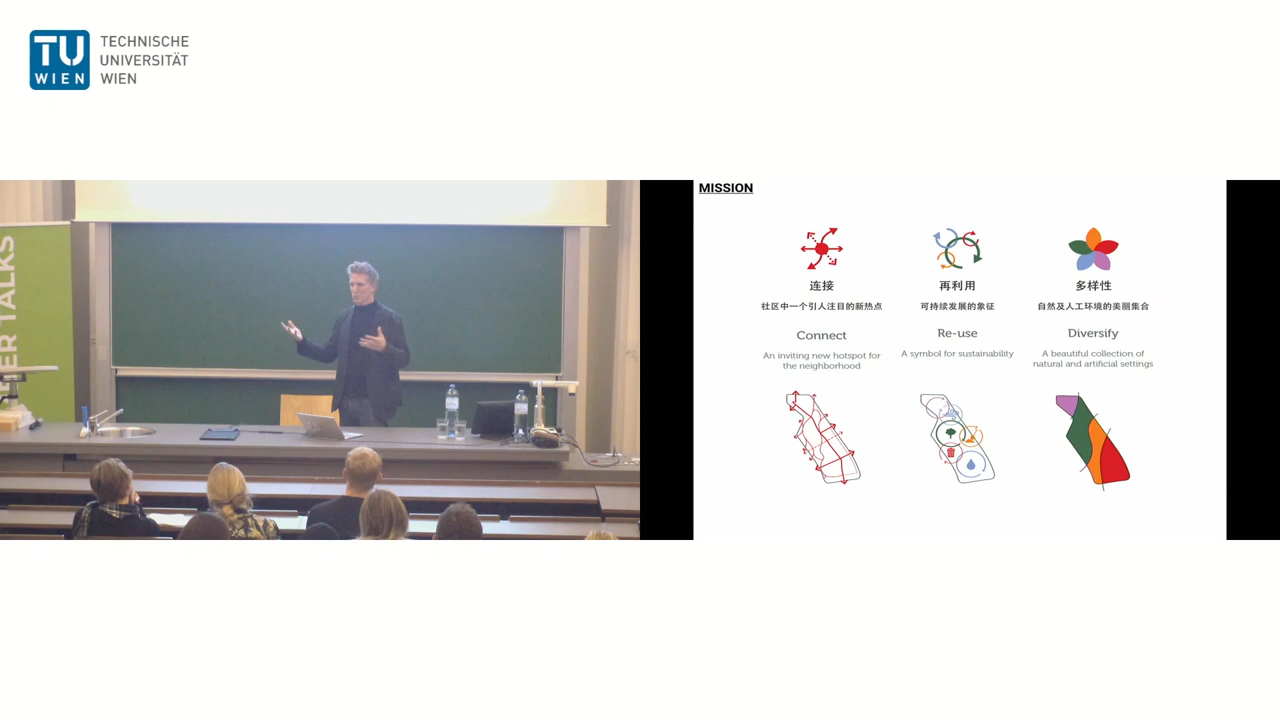 TU
WIEN
TECHNISCHE
UNIVERSITÄT
WIEN
ER TALKS
MISSION
连接
社区中一个引人注目的新热点
Connect
An inviting new hotspot for
the neighborhood
再利用
可持续发展的象征
Re-use
A symbol for sustainability
多样性
自然及人工环境的美丽集合
Diversify
A beautiful collection of
natural and artificial settings